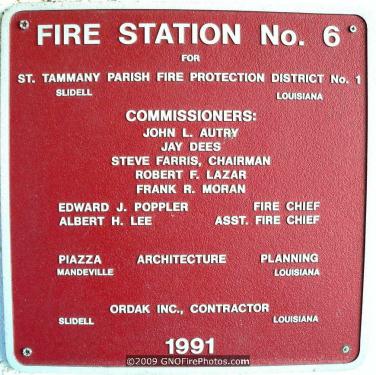 FIRE STATION No. 6
FOR
ST. TAMMANY PARISH FIRE PROTECTION DISTRICT No. 1
SLIDELL LOUISIANA
COMMISSIONERS:
JOHN L. AUTRY
JAY DEES
STEVE FARRIS, CHAIRMAN
ROBERT F. LAZAR
FRANK R. MORAN
EDWARD J. POPPLER FIRE CHIEF
ALBERT H. LEE ASST. FIRE CHIEF
PIAZZA ARCHITECTURE PLANNING
MANDEVILLE LOUISIANA
ORDAK INC., CONTRACTOR
SLIDELL LOUISIANA
1991
©2009 GNOFirePhotos.com